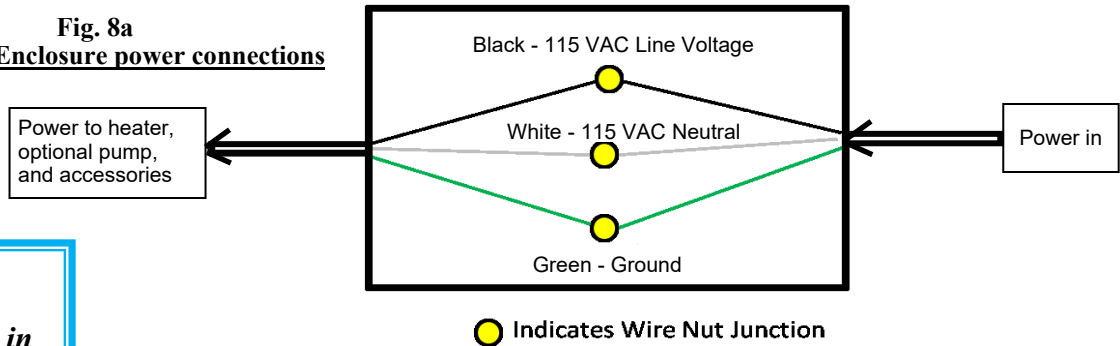 Fig. 8a
Enclosure power connections
Black - 115 VAC Line Voltage
White - 115 VAC Neutral
Green - Ground
Power to heater,
optional pump,
and accessories
Power in
Indicates Wire Nut Junction
in